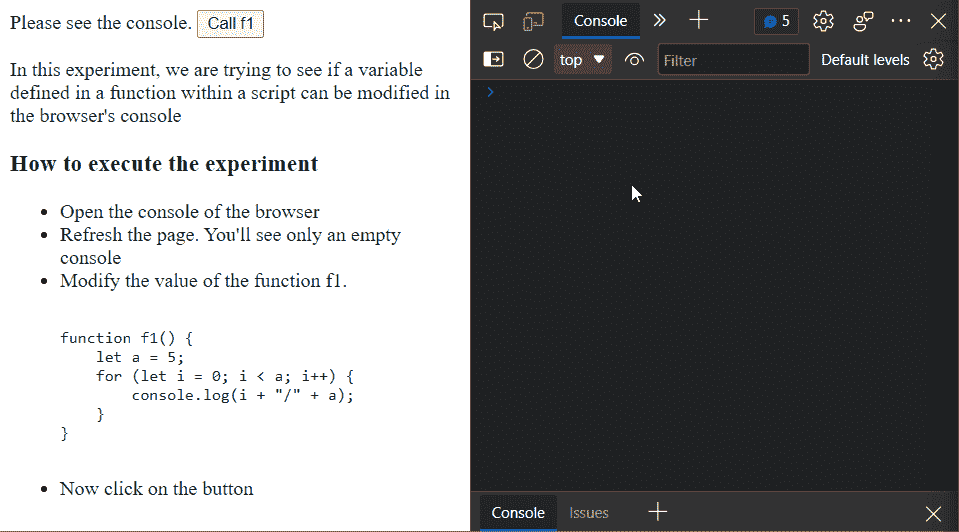 Please see the console. Call f1
In this experiment, we are trying to see if a variable
defined in a function within a script can be modified in
the browser's console
How to execute the experiment
• Open the console of the browser
• Refresh the page. You'll see only an empty
console
• Modify the value of the function f1.
function f1() {
    let a = 5;
    for (let i = 0; i < a; i++) {
        console.log(i + "/" + a);
    }
}
• Now click on the button
Console 5
top Filter Default levels
Console Issues